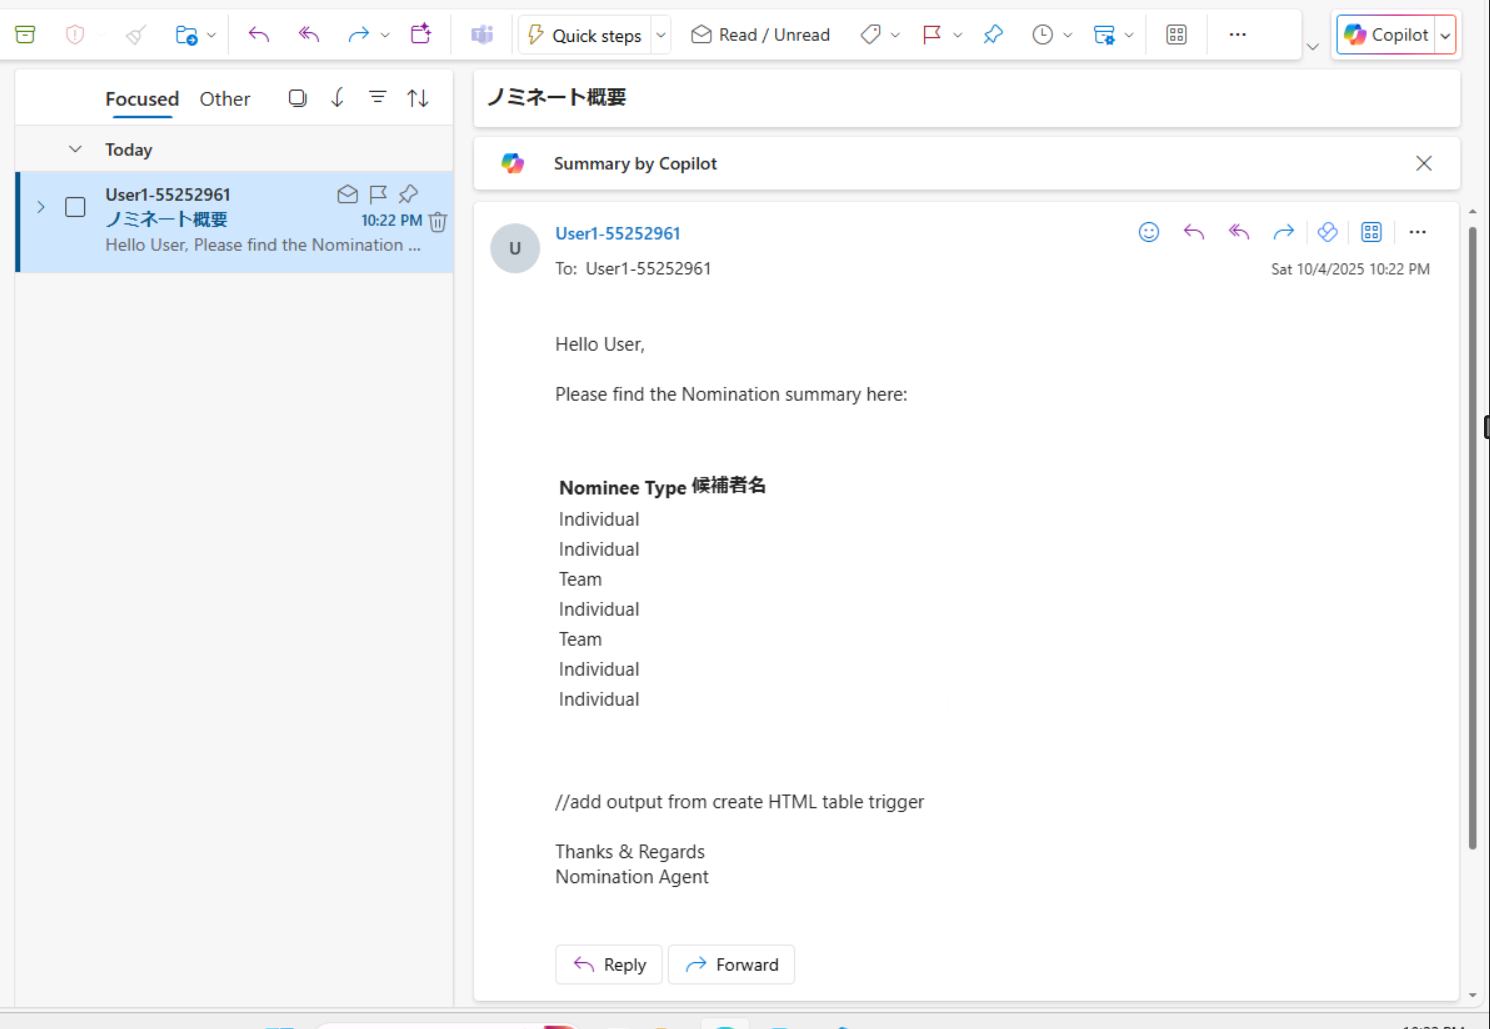 Quick steps
Read / Unread
Copilot
Focused
Other
Today
User1-55252961
ノミネート概要
10:22 PM
Hello User, Please find the Nomination ...
ノミネート概要
Summary by Copilot
U
User1-55252961
To: User1-55252961
Sat 10/4/2025 10:22 PM
Hello User,
Please find the Nomination summary here:
Nominee Type 候補者名
Individual
Individual
Team
Individual
Team
Individual
Individual
//add output from create HTML table trigger
Thanks & Regards
Nomination Agent
Reply
Forward